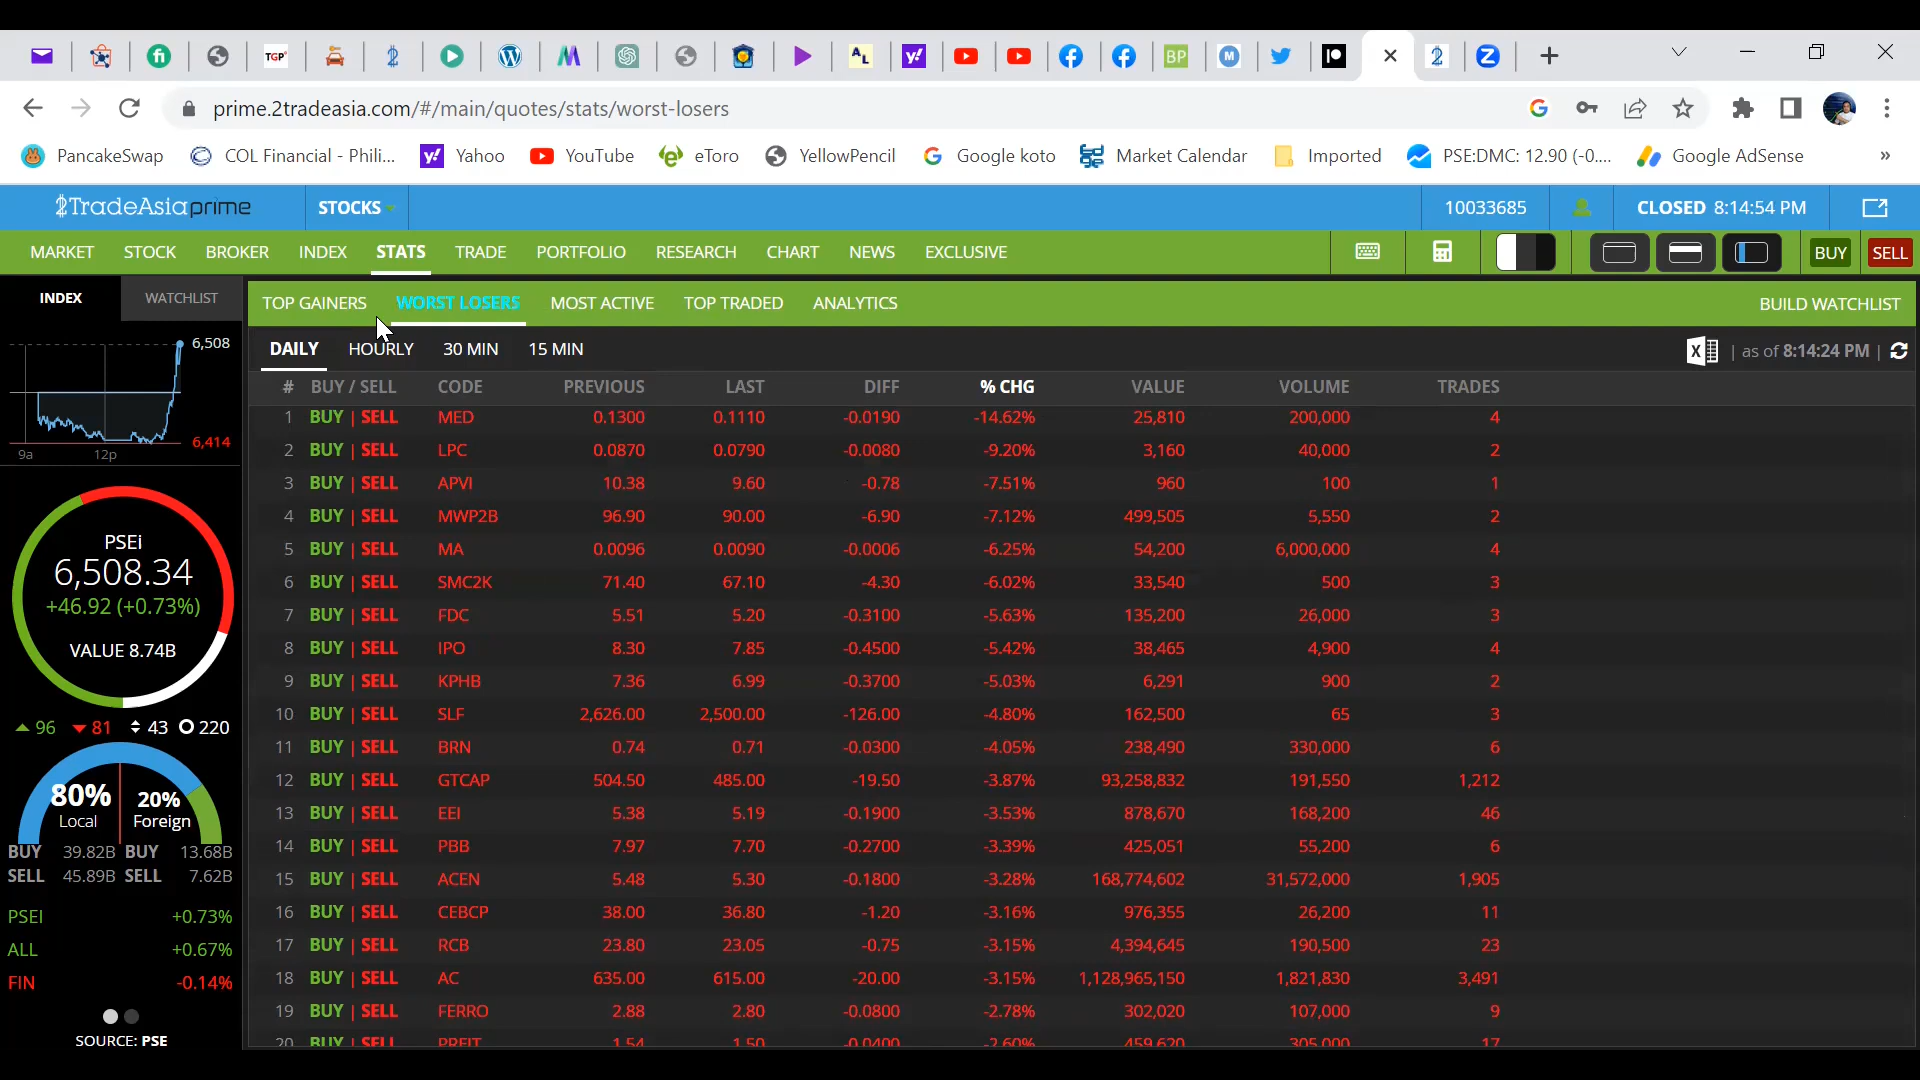 TGP
AL
BP
prime.2tradeasia.com/#/main/quotes/stats/worst-losers
PancakeSwap COL Financial - Phili... Yahoo YouTube eToro YellowPencil Google koto Market Calendar Imported PSE:DMC: 12.90 (-0.... Google AdSense »
TradeAsiaprime STOCKS 10033685 CLOSED 8:14:54 PM
MARKET STOCK BROKER INDEX STATS TRADE PORTFOLIO RESEARCH CHART NEWS EXCLUSIVE BUY SELL
INDEX WATCHLIST
TOP GAINERS WORST LOSERS MOST ACTIVE TOP TRADED ANALYTICS BUILD WATCHLIST
DAILY HOURLY 30 MIN 15 MIN | as of 8:14:24 PM |
# BUY / SELL CODE PREVIOUS LAST DIFF % CHG VALUE VOLUME TRADES
1 BUY | SELL MED 0.1300 0.1110 -0.0190 -14.62% 25,810 200,000 4
2 BUY | SELL LPC 0.0870 0.0790 -0.0080 -9.20% 3,160 40,000 2
3 BUY | SELL APVI 10.38 9.60 -0.78 -7.51% 960 100 1
4 BUY | SELL MWP2B 96.90 90.00 -6.90 -7.12% 499,505 5,550 2
5 BUY | SELL MA 0.0096 0.0090 -0.0006 -6.25% 54,200 6,000,000 4
6 BUY | SELL SMC2K 71.40 67.10 -4.30 -6.02% 33,540 500 3
7 BUY | SELL FDC 5.51 5.20 -0.3100 -5.63% 135,200 26,000 3
8 BUY | SELL IPO 8.30 7.85 -0.4500 -5.42% 38,465 4,900 4
9 BUY | SELL KPHB 7.36 6.99 -0.3700 -5.03% 6,291 900 2
10 BUY | SELL SLF 2,626.00 2,500.00 -126.00 -4.80% 162,500 65 3
11 BUY | SELL BRN 0.74 0.71 -0.0300 -4.05% 238,490 330,000 6
12 BUY | SELL GTCAP 504.50 485.00 -19.50 -3.87% 93,258,832 191,550 1,212
13 BUY | SELL EEI 5.38 5.19 -0.1900 -3.53% 878,670 168,200 46
14 BUY | SELL PBB 7.97 7.70 -0.2700 -3.39% 425,051 55,200 6
15 BUY | SELL ACEN 5.48 5.30 -0.1800 -3.28% 168,774,602 31,572,000 1,905
16 BUY | SELL CEBCP 38.00 36.80 -1.20 -3.16% 976,355 26,200 11
17 BUY | SELL RCB 23.80 23.05 -0.75 -3.15% 4,394,645 190,500 23
18 BUY | SELL AC 635.00 615.00 -20.00 -3.15% 1,128,965,150 1,821,830 3,491
19 BUY | SELL FERRO 2.88 2.80 -0.0800 -2.78% 302,020 107,000 9
20 BUY | SELL PREIT 1.54 1.50 -0.0400 -2.60% 459,620 305,000 17
6,508
6,414
9a 12p
PSEi
6,508.34
+46.92 (+0.73%)
VALUE 8.74B
96 81 43 220
80% 20%
Local Foreign
BUY 39.82B BUY 13.68B
SELL 45.89B SELL 7.62B
PSEI +0.73%
ALL +0.67%
FIN -0.14%
SOURCE: PSE